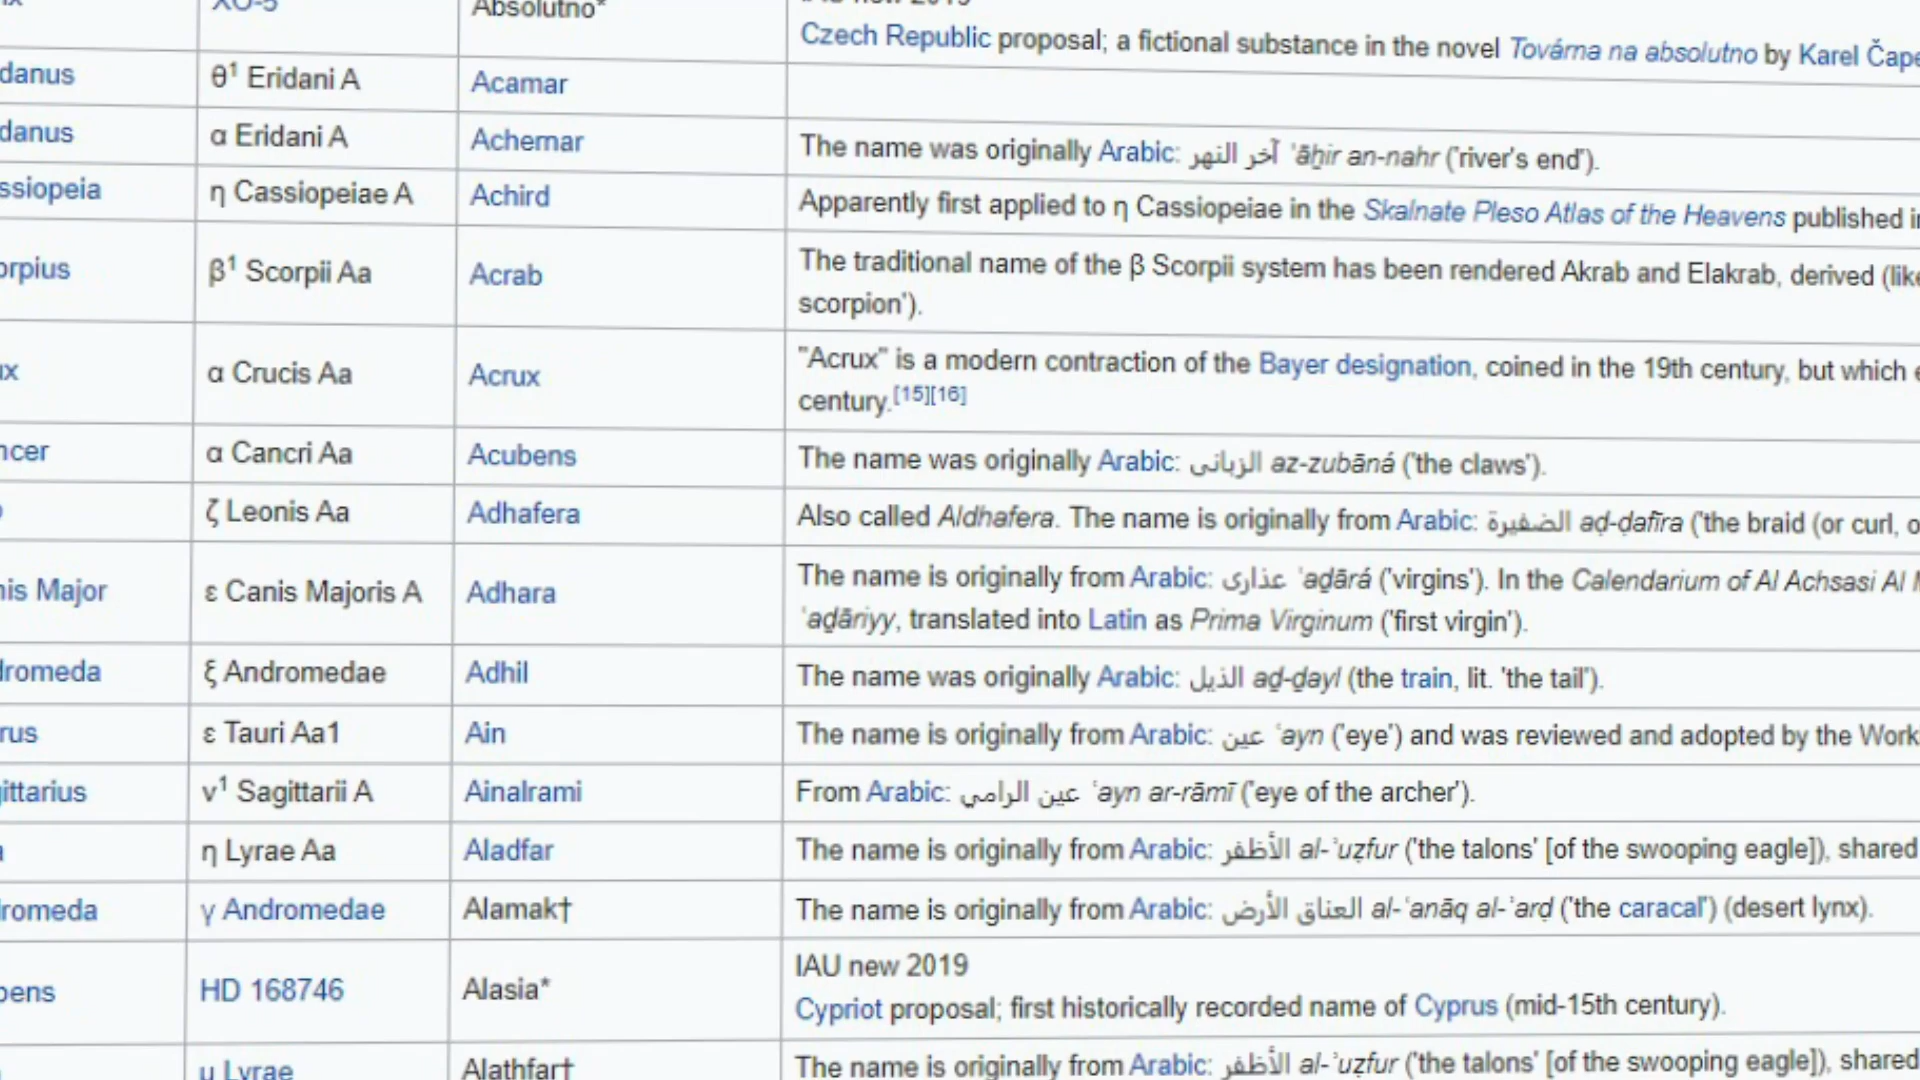 XO-5 Absolutno*
Czech Republic proposal; a fictional substance in the novel Továrna na absolutno by Karel
danus θ¹ Eridani A Acamar
danus α Eridani A Achernar The name was originally Arabic: آخر النهر ʾāḫir an-nahr ('river's end').
ssiopeia η Cassiopeiae A Achird Apparently first applied to η Cassiopeiae in the Skalnate Pleso Atlas of the Heavens published
orpius β¹ Scorpii Aa Acrab The traditional name of the β Scorpii system has been rendered Akrab and Elakrab, derived
scorpion').
ux α Crucis Aa Acrux "Acrux" is a modern contraction of the Bayer designation, coined in the 19th century, but which
century.[15][16]
ncer α Cancri Aa Acubens The name was originally Arabic: الزبانى az-zubāná ('the claws').
ζ Leonis Aa Adhafera Also called Aldhafera. The name is originally from Arabic: الضفيرة aḍ-ḍafīra ('the braid (or curl,
nis Major ε Canis Majoris A Adhara The name is originally from Arabic: عذارى ʿaḏārá ('virgins'). In the Calendarium of Al Achsasi Al
ʿaḏāriyy, translated into Latin as Prima Virginum ('first virgin').
dromeda ξ Andromedae Adhil The name was originally Arabic: الذيل aḏ-ḏayl (the train, lit. 'the tail').
rus ε Tauri Aa1 Ain The name is originally from Arabic: عين ʿayn ('eye') and was reviewed and adopted by the Work
ittarius ν¹ Sagittarii A Ainalrami From Arabic: عين الرامي ʿayn ar-rāmī ('eye of the archer').
a η Lyrae Aa Aladfar The name is originally from Arabic: الأظفر al-ʾuẓfur ('the talons' [of the swooping eagle]), shared
romeda γ Andromedae Alamak† The name is originally from Arabic: العناق الأرض al-ʿanāq al-ʾarḍ ('the caracal') (desert lynx).
IAU new 2019
pens HD 168746 Alasia* Cypriot proposal; first historically recorded name of Cyprus (mid-15th century).
μ Lyrae Alathfar† The name is originally from Arabic: الأظفر al-ʾuẓfur ('the talons' [of the swooping eagle]), shared